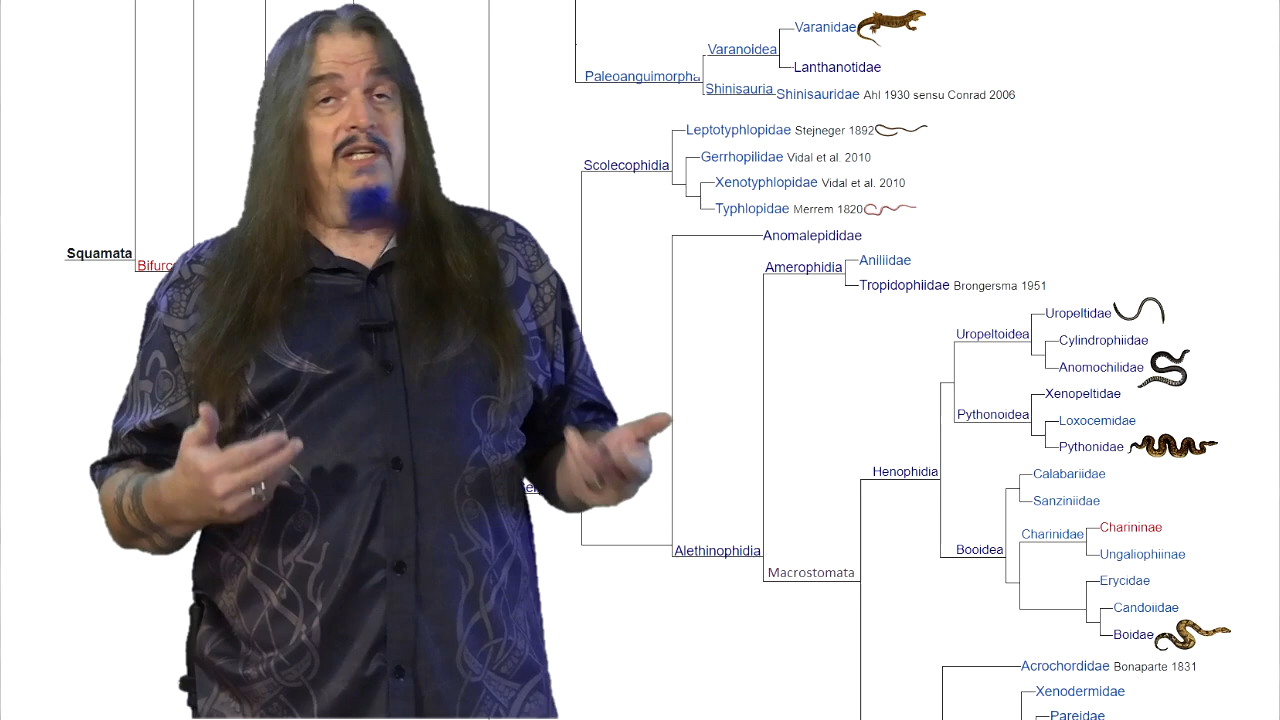 Varanidae
Varanoidea
Lanthanotidae
Paleoanguimorpha
Shinisauria
Shinisauridae Ahl 1930 sensu Conrad 2006
Leptotyphlopidae Stejneger 1892
Scolecophidia
Gerrhopilidae Vidal et al. 2010
Xenotyphlopidae Vidal et al. 2010
Typhlopidae Merrem 1820
Anomalepididae
Squamata
Bifurc
Amerophidia
Aniliidae
Tropidophiidae Brongersma 1951
Uropeltidae
Uropeltoidea
Cylindrophiidae
Anomochilidae
Xenopeltidae
Pythonoidea
Loxocemidae
Pythonidae
Henophidia
Calabariidae
Sanziniidae
Charininae
Charinidae
Ungaliophiinae
Booidea
Alethinophidia
Macrostomata
Erycidae
Candoiidae
Boidae
Acrochordidae Bonaparte 1831
Xenodermidae
Pareidae